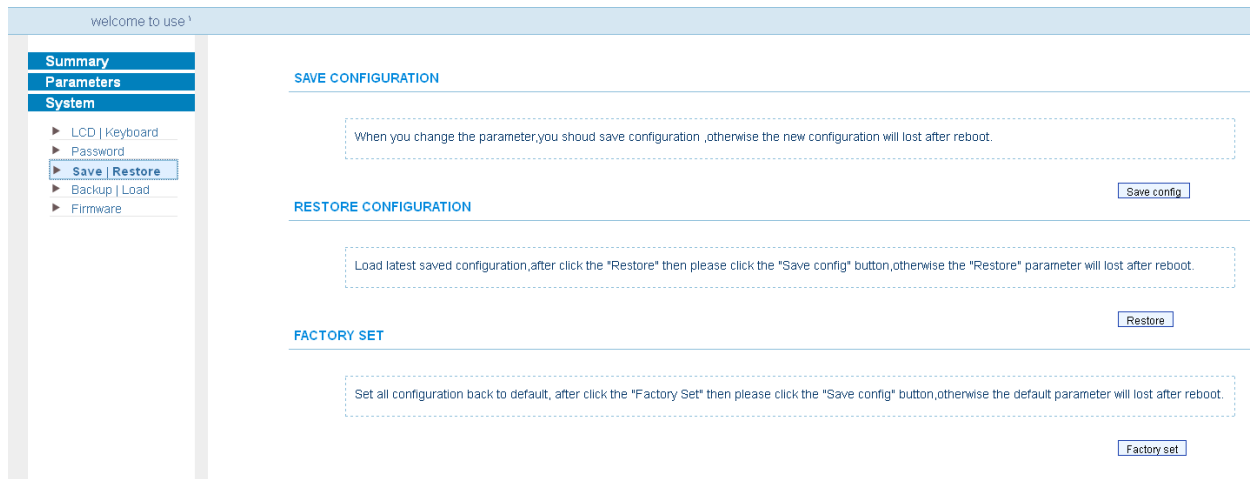 welcome to use
Summary
Parameters
System
LCD | Keyboard
Password
Save | Restore
Backup | Load
Firmware
SAVE CONFIGURATION
When you change the parameter,you shoud save configuration ,otherwise the new configuration will lost after reboot.
Save config
RESTORE CONFIGURATION
Load latest saved configuration,after click the "Restore" then please click the "Save config" button,otherwise the "Restore" parameter will lost after reboot.
Restore
FACTORY SET
Set all configuration back to default, after click the "Factory Set" then please click the "Save config" button,otherwise the default parameter will lost after reboot.
Factory set